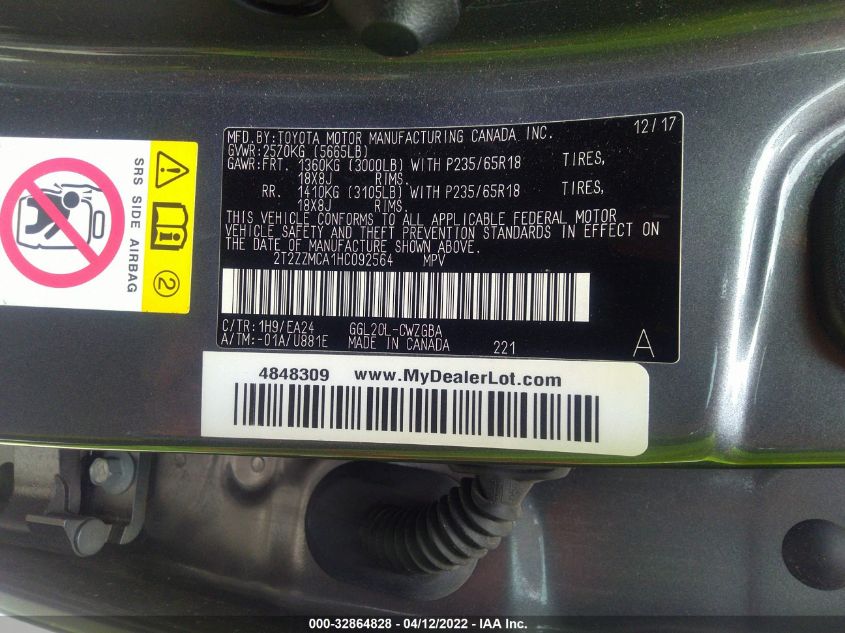 MFD.BY:TOYOTA MOTOR MANUFACTURING CANADA INC. 12/17
GVWR:2570KG (5665LB)
GAWR:FRT. 1360KG (3000LB) WITH P235/65R18 TIRES,
18X8J RIMS.
RR. 1410KG (3105LB) WITH P235/65R18 TIRES,
18X8J RIMS.
THIS VEHICLE CONFORMS TO ALL APPLICABLE FEDERAL MOTOR
VEHICLE SAFETY AND THEFT PREVENTION STANDARDS IN EFFECT ON
THE DATE OF MANUFACTURE SHOWN ABOVE.
2T2ZZMCA1HC092564 MPV
C/TR:1H9/EA24 GGL20L-CWZGBA
A/TM:-01A/U881E MADE IN CANADA 221 A
SRS SIDE AIRBAG
2
4848309 www.MyDealerLot.com
000-32864828 - 04/12/2022 - IAA Inc.